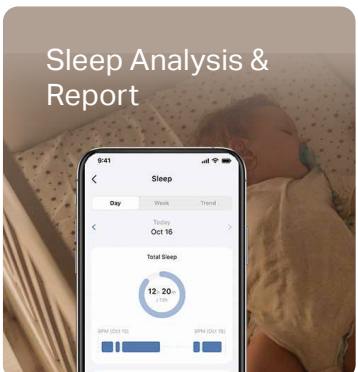 Sleep Analysis &
Report
9:41
Sleep
Day Week Trend
Today
Oct 16
Total Sleep
12h 20m
8PM (Oct 15) 8PM (Oct 16)